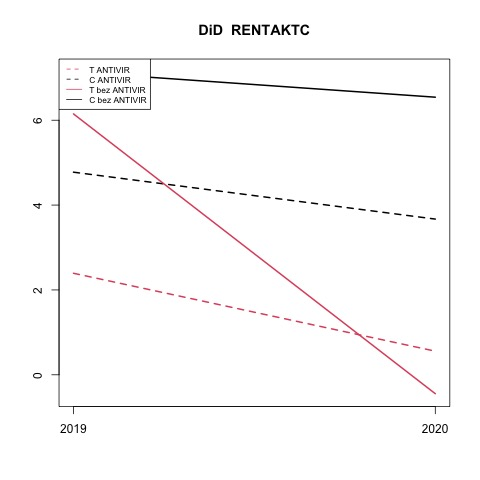 DiD RENTAKTC
T ANTIVIR
C ANTIVIR
T bez ANTIVIR
C bez ANTIVIR
6
4
2
0
2019 2020